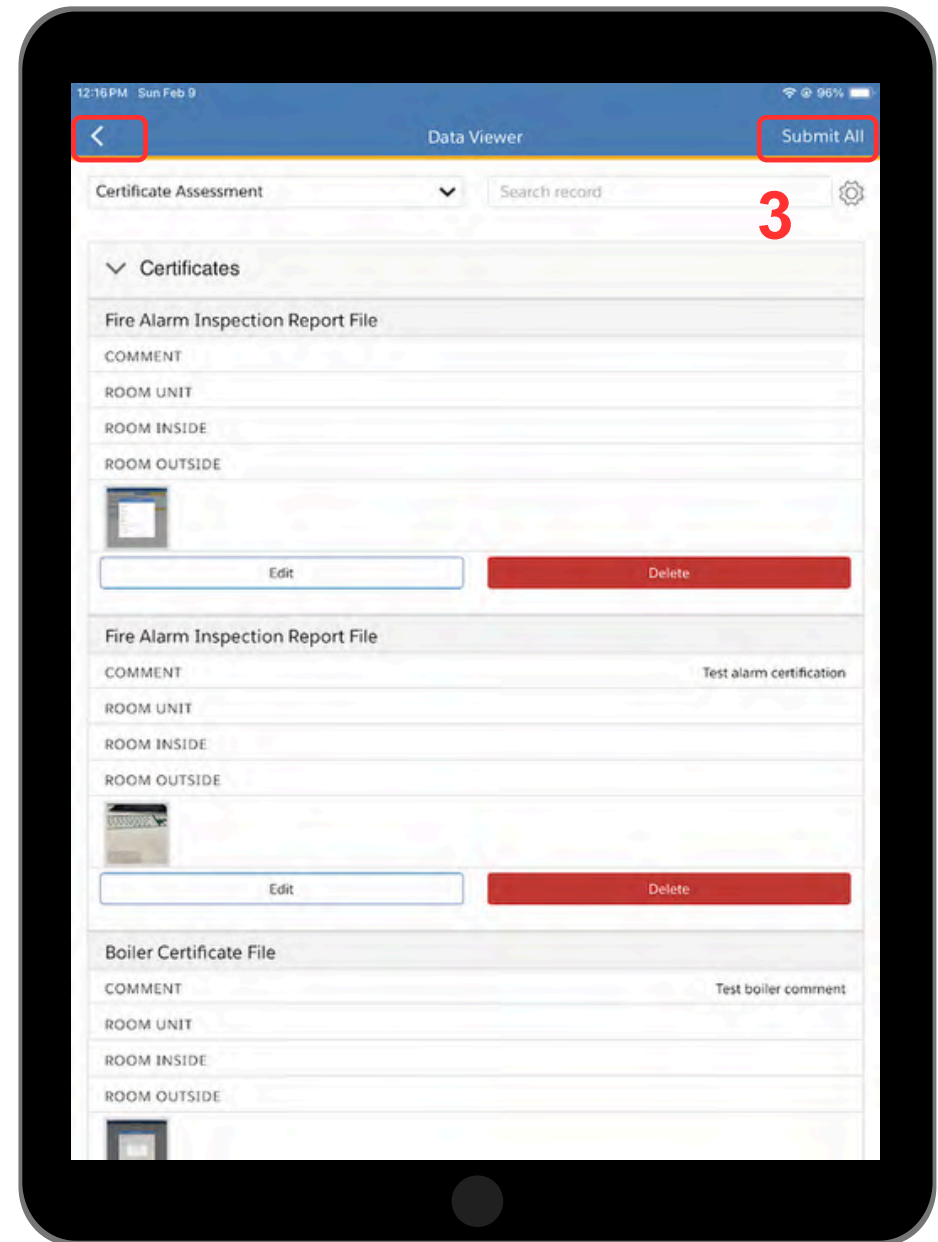 12:16 PM Sun Feb 9 96%
Data Viewer Submit All
Certificate Assessment Search record
3
Certificates
Fire Alarm Inspection Report File
COMMENT
ROOM UNIT
ROOM INSIDE
ROOM OUTSIDE
Edit Delete
Fire Alarm Inspection Report File
COMMENT Test alarm certification
ROOM UNIT
ROOM INSIDE
ROOM OUTSIDE
Edit Delete
Boiler Certificate File
COMMENT Test boiler comment
ROOM UNIT
ROOM INSIDE
ROOM OUTSIDE